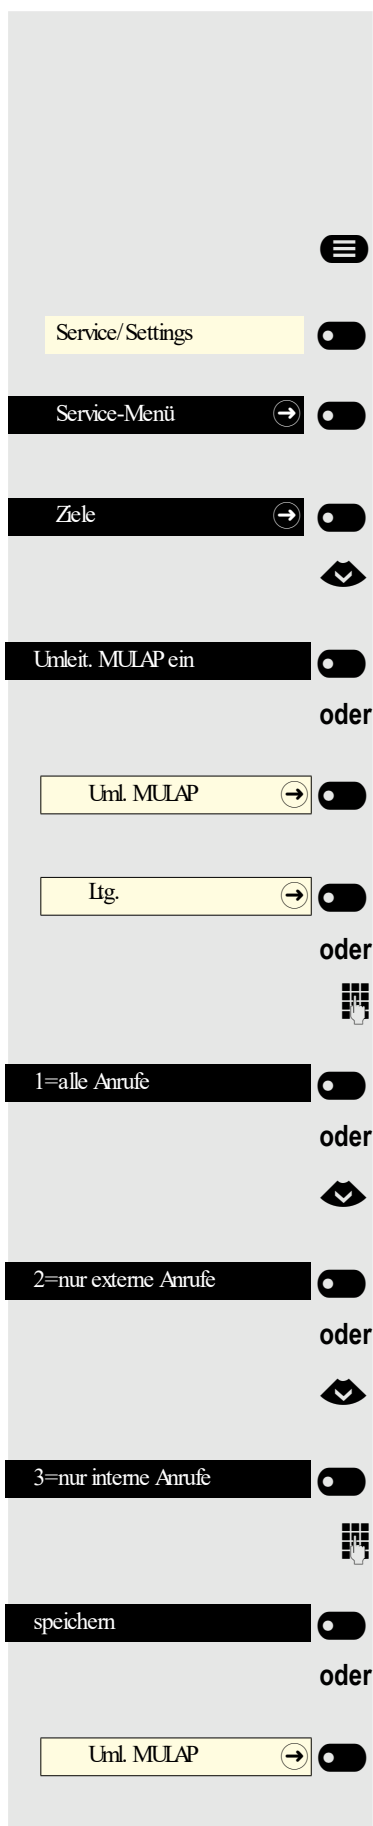 Service/Settings
Service-Menü
Ziele
Umleit. MULAP ein
oder
Uml. MULAP
Ltg.
oder
1=alle Anrufe
oder
2=nur externe Anrufe
oder
3=nur interne Anrufe
speichern
oder
Uml. MULAP